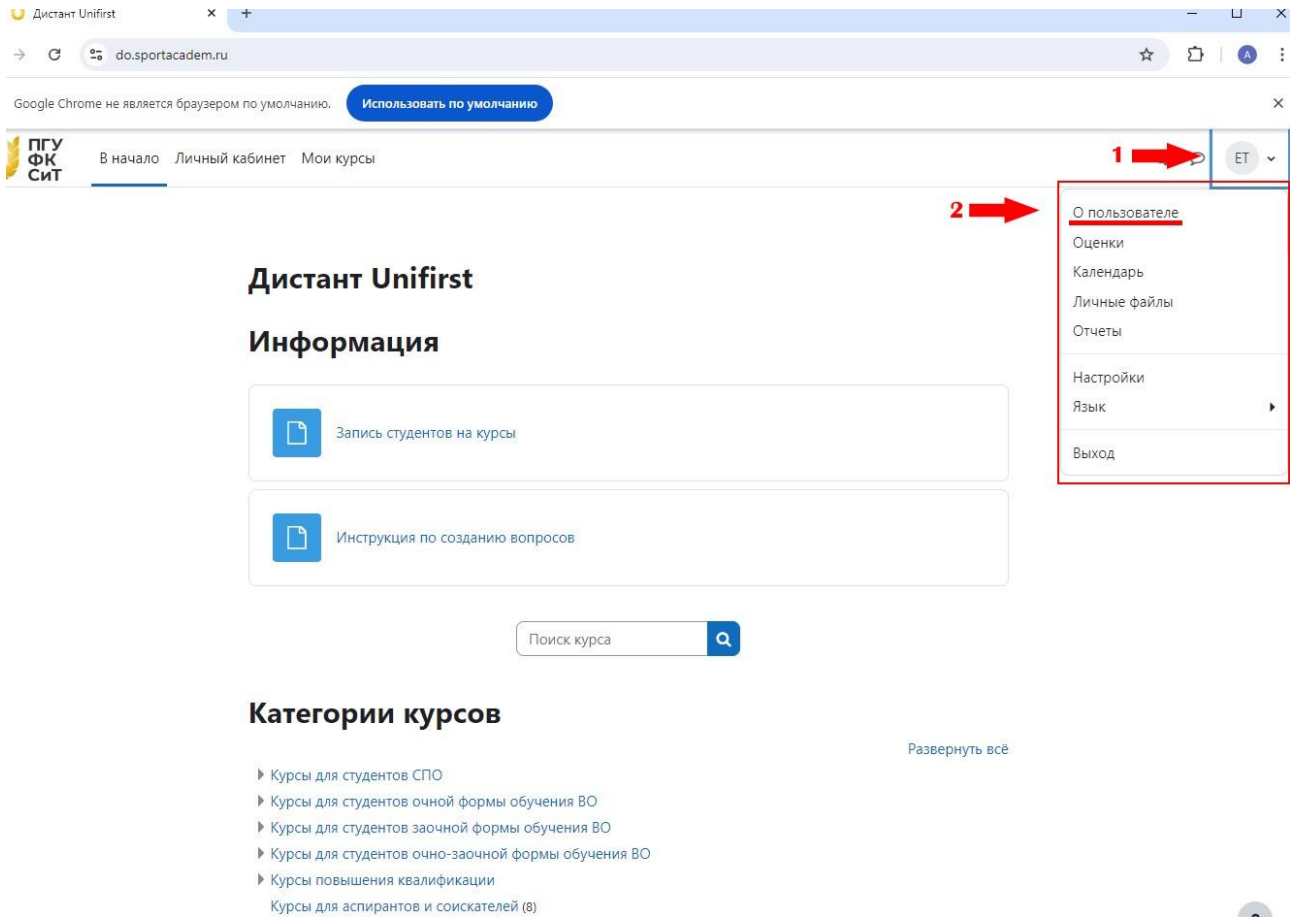 Дистант Unifirst
do.sportacadem.ru
A
Google Chrome не является браузером по умолчанию. Использовать по умолчанию
ПГУ
ФК
СиТ
В начало Личный кабинет Мои курсы
1
ЕТ
2
О пользователе
Оценки
Календарь
Личные файлы
Отчеты
Настройки
Язык
Выход
Дистант Unifirst
Информация
Запись студентов на курсы
Инструкция по созданию вопросов
Поиск курса
Категории курсов
Развернуть всё
Курсы для студентов СПО
Курсы для студентов очной формы обучения ВО
Курсы для студентов заочной формы обучения ВО
Курсы для студентов очно-заочной формы обучения ВО
Курсы повышения квалификации
Курсы для аспирантов и соискателей (8)